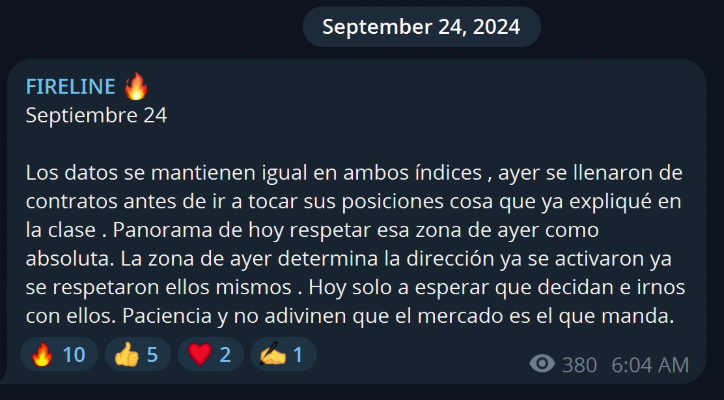 September 24, 2024
FIRELINE 🔥
Septiembre 24
Los datos se mantienen igual en ambos índices , ayer se llenaron de
contratos antes de ir a tocar sus posiciones cosa que ya expliqué en
la clase . Panorama de hoy respetar esa zona de ayer como
absoluta. La zona de ayer determina la dirección ya se activaron ya
se respetaron ellos mismos . Hoy solo a esperar que decidan e irnos
con ellos. Paciencia y no adivinen que el mercado es el que manda.
🔥 10 👍 5 ❤️ 2 ✍️ 1
380 6:04 AM